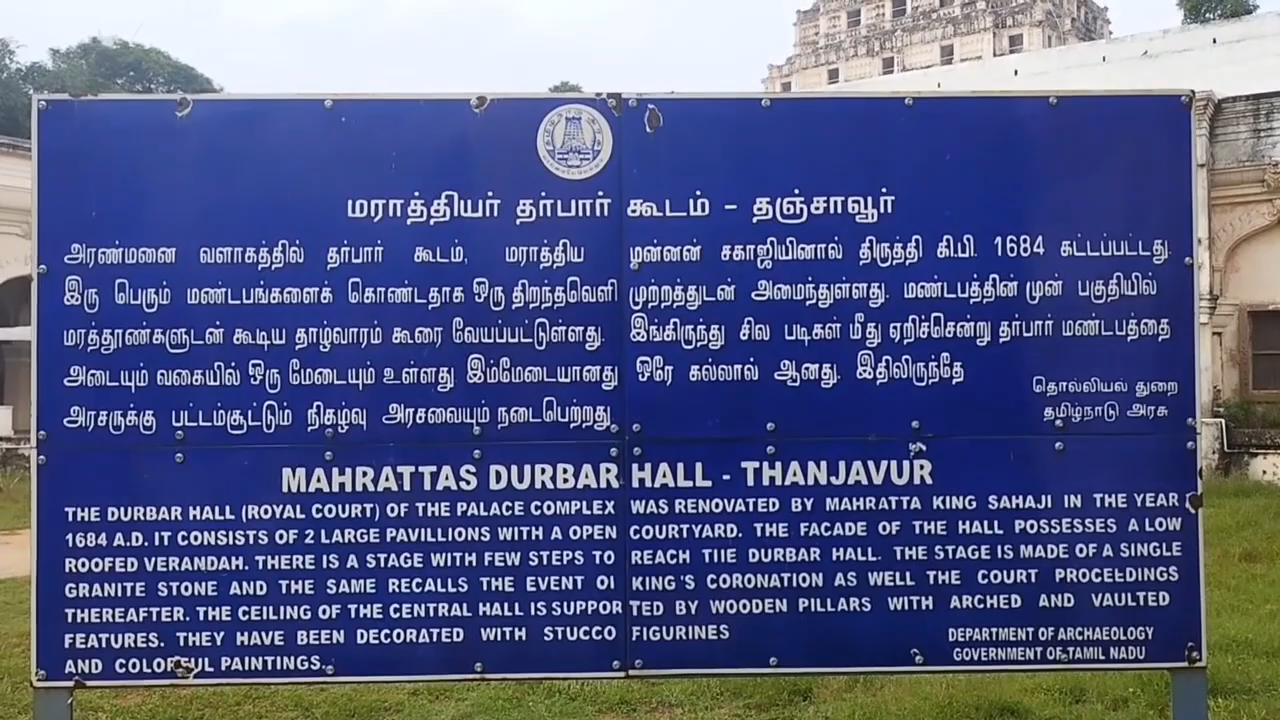 மராத்தியர் தர்பார் கூடம் - தஞ்சாவூர்
அரண்மனை வளாகத்தில் தர்பார் கூடம், மராத்திய மன்னன் சகாஜியினால் திருத்தி கி.பி. 1684 கட்டப்பட்டது.
இரு பெரும் மண்டபங்களைக் கொண்டதாக ஒரு திறந்தவெளி முற்றத்துடன் அமைந்துள்ளது. மண்டபத்தின் முன் பகுதியில்
மரத்தூண்களுடன் கூடிய தாழ்வாரம் கூரை வேயப்பட்டுள்ளது. இங்கிருந்து சில படிகள் மீது ஏறிச்சென்று தர்பார் மண்டபத்தை
அடையும் வகையில் ஒரு மேடையும் உள்ளது இம்மேடையானது ஒரே கல்லால் ஆனது. இதிலிருந்தே
அரசருக்கு பட்டம்சூட்டும் நிகழ்வு அரசவையும் நடைபெற்றது.
தொல்லியல் துறை
தமிழ்நாடு அரசு
MAHRATTAS DURBAR HALL - THANJAVUR
THE DURBAR HALL (ROYAL COURT) OF THE PALACE COMPLEX WAS RENOVATED BY MAHRATTA KING SAHAJI IN THE YEAR
1684 A.D. IT CONSISTS OF 2 LARGE PAVILLIONS WITH A OPEN COURTYARD. THE FACADE OF THE HALL POSSESSES A LOW
ROOFED VERANDAH. THERE IS A STAGE WITH FEW STEPS TO REACH THE DURBAR HALL. THE STAGE IS MADE OF A SINGLE
GRANITE STONE AND THE SAME RECALLS THE EVENT OF KING'S CORONATION AS WELL THE COURT PROCEEDINGS
THEREAFTER. THE CEILING OF THE CENTRAL HALL IS SUPPORTED BY WOODEN PILLARS WITH ARCHED AND VAULTED
FEATURES. THEY HAVE BEEN DECORATED WITH STUCCO FIGURINES
AND COLORFUL PAINTINGS.
DEPARTMENT OF ARCHAEOLOGY
GOVERNMENT OF TAMIL NADU